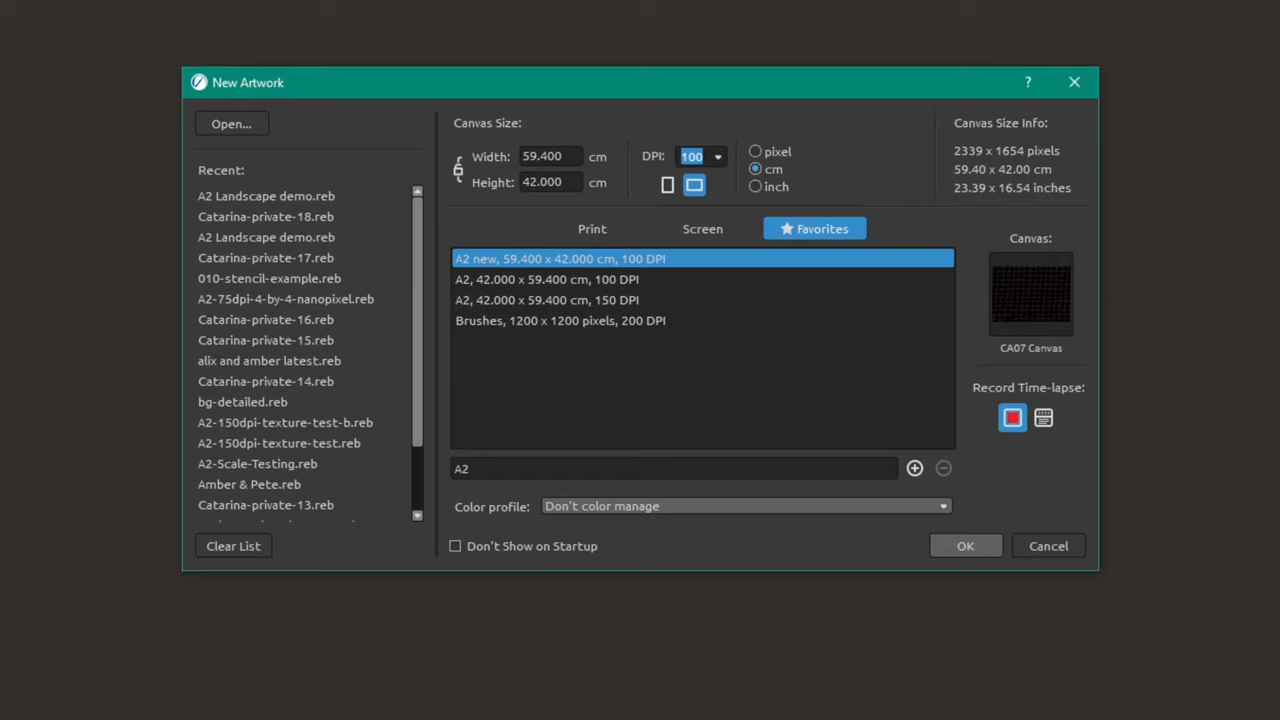 New Artwork
?
Open...
Recent:
A2 Landscape demo.reb
Catarina-private-18.reb
A2 Landscape demo.reb
Catarina-private-17.reb
010-stencil-example.reb
A2-75dpi-4-by-4-nanopixel.reb
Catarina-private-16.reb
Catarina-private-15.reb
alix and amber latest.reb
Catarina-private-14.reb
bg-detailed.reb
A2-150dpi-texture-test-b.reb
A2-150dpi-texture-test.reb
A2-Scale-Testing.reb
Amber & Pete.reb
Catarina-private-13.reb
Clear List
Canvas Size:
Width: 59.400 cm
Height: 42.000 cm
DPI: 100
pixel
cm
inch
Canvas Size Info:
2339 x 1654 pixels
59.40 x 42.00 cm
23.39 x 16.54 inches
Print Screen Favorites
A2 new, 59.400 x 42.000 cm, 100 DPI
A2, 42.000 x 59.400 cm, 100 DPI
A2, 42.000 x 59.400 cm, 150 DPI
Brushes, 1200 x 1200 pixels, 200 DPI
A2
Color profile: Don't color manage
Don't Show on Startup
Canvas:
CA07 Canvas
Record Time-lapse:
OK Cancel